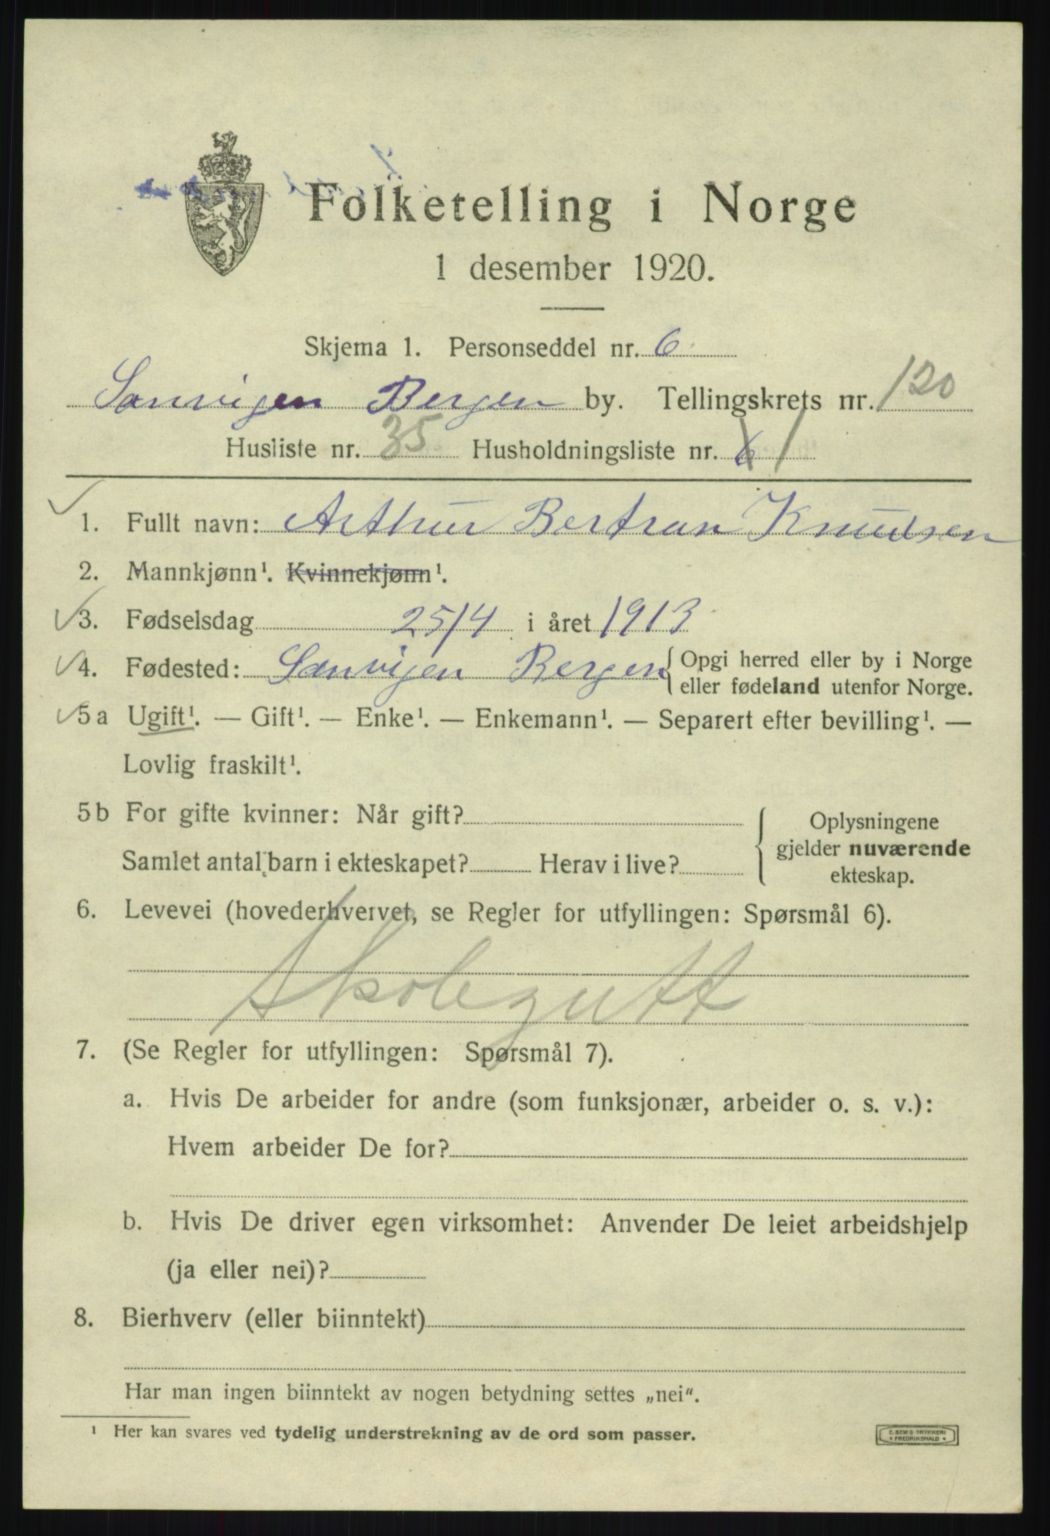 Folketelling i Norge
1 desember 1920.
Skjema 1. Personseddel nr. 6
Sanvigen Bergen by. Tellingskrets nr. 120
Husliste nr. 35 Husholdningsliste nr. 6 1
1. Fullt navn: Arthur Bertran Knudsen
2. Mannkjønn¹. Kvinnekjønn¹.
3. Fødselsdag 25/4 i året 1913
4. Fødested: Sanvigen Bergen { Opgi herred eller by i Norge
eller fødeland utenfor Norge.
5 a Ugift¹. — Gift¹. — Enke¹. — Enkemann¹. — Separert efter bevilling¹. —
Lovlig fraskilt¹.
5 b For gifte kvinner: Når gift?
Samlet antal barn i ekteskapet? Herav i live?
Oplysningene
gjelder nuværende
ekteskap.
6. Levevei (hovederhvervet, se Regler for utfyllingen: Spørsmål 6).
Skolegutt
7. (Se Regler for utfyllingen: Spørsmål 7).
a. Hvis De arbeider for andre (som funksjonær, arbeider o. s. v.):
Hvem arbeider De for?
b. Hvis De driver egen virksomhet: Anvender De leiet arbeidshjelp
(ja eller nei)?
8. Bierhverv (eller biinntekt)
Har man ingen biinntekt av nogen betydning settes „nei".
¹ Her kan svares ved tydelig understrekning av de ord som passer.